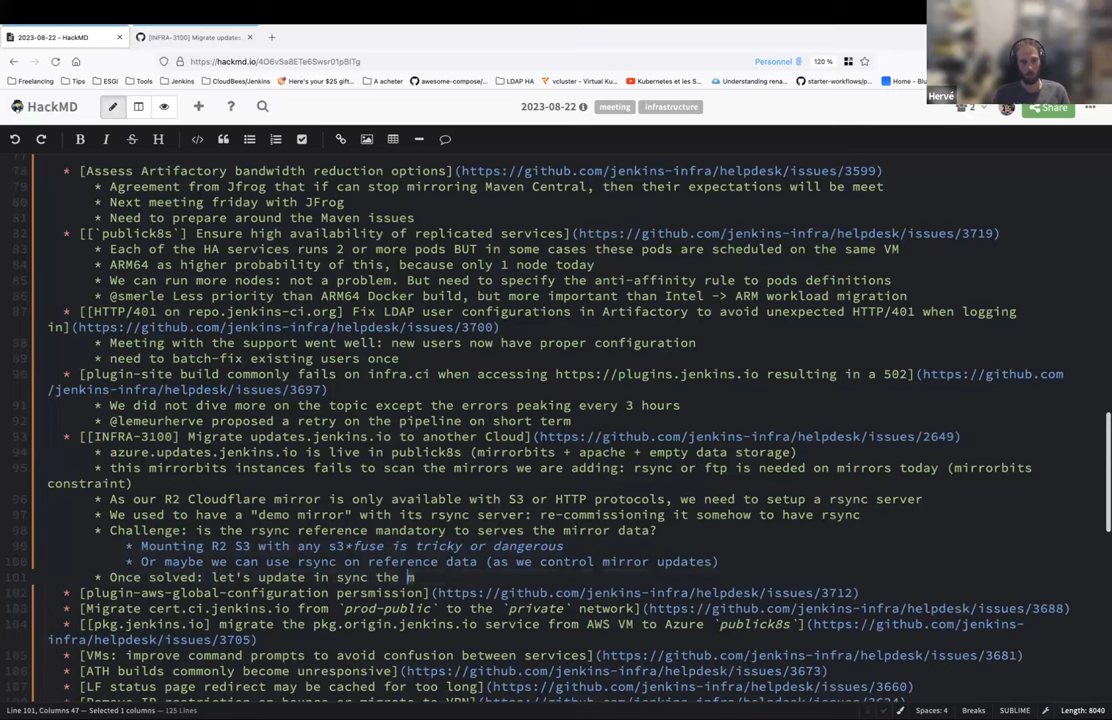 2023-08-22 - HackMD
[INFRA-3100] Migrate updates
https://hackmd.io/4O6vSa8ETe6Swsr01pBlTg
Personnel
120 %
Freelancing
Tips
ESGI
Tools
Jenkins
CloudBees/Jenkins
Here's your $25 gift...
A acheter
awesome-compose/...
LDAP HA
vcluster - Virtual Ku...
Kubernetes et les S...
Understanding rena...
starter-workflows/p...
Home - Blu
Hervé
HackMD
2023-08-22
meeting
infrastructure
2
Share
77
78 * [Assess Artifactory bandwidth reduction options](https://github.com/jenkins-infra/helpdesk/issues/3599)
79 * Agreement from Jfrog that if can stop mirroring Maven Central, then their expectations will be meet
80 * Next meeting friday with JFrog
81 * Need to prepare around the Maven issues
82 * [[`publick8s`] Ensure high availability of replicated services](https://github.com/jenkins-infra/helpdesk/issues/3719)
83 * Each of the HA services runs 2 or more pods BUT in some cases these pods are scheduled on the same VM
84 * ARM64 as higher probability of this, because only 1 node today
85 * We can run more nodes: not a problem. But need to specify the anti-affinity rule to pods definitions
86 * @smerle Less priority than ARM64 Docker build, but more important than Intel -> ARM workload migration
87 * [[HTTP/401 on repo.jenkins-ci.org] Fix LDAP user configurations in Artifactory to avoid unexpected HTTP/401 when logging
in](https://github.com/jenkins-infra/helpdesk/issues/3700)
88 * Meeting with the support went well: new users now have proper configuration
89 * need to batch-fix existing users once
90 * [plugin-site build commonly fails on infra.ci when accessing https://plugins.jenkins.io resulting in a 502](https://github.com
/jenkins-infra/helpdesk/issues/3697)
91 * We did not dive more on the topic except the errors peaking every 3 hours
92 * @lemeurherve proposed a retry on the pipeline on short term
93 * [[INFRA-3100] Migrate updates.jenkins.io to another Cloud](https://github.com/jenkins-infra/helpdesk/issues/2649)
94 * azure.updates.jenkins.io is live in publick8s (mirrorbits + apache + empty data storage)
95 * this mirrorbits instances fails to scan the mirrors we are adding: rsync or ftp is needed on mirrors today (mirrorbits
constraint)
96 * As our R2 Cloudflare mirror is only available with S3 or HTTP protocols, we need to setup a rsync server
97 * We used to have a "demo mirror" with its rsync server: re-commissioning it somehow to have rsync
98 * Challenge: is the rsync reference mandatory to serves the mirror data?
99 * Mounting R2 S3 with any s3*fuse is tricky or dangerous
100 * Or maybe we can use rsync on reference data (as we control mirror updates)
101 * Once solved: let's update in sync the m
102 * [plugin-aws-global-configuration persmission](https://github.com/jenkins-infra/helpdesk/issues/3712)
103 * [Migrate cert.ci.jenkins.io from `prod-public` to the `private` network](https://github.com/jenkins-infra/helpdesk/issues/3688)
104 * [[pkg.jenkins.io] migrate the pkg.origin.jenkins.io service from AWS VM to Azure `publick8s`](https://github.com/jenkins-
infra/helpdesk/issues/3705)
105 * [VMs: improve command prompts to avoid confusion between services](https://github.com/jenkins-infra/helpdesk/issues/3681)
106 * [ATH builds commonly become unresponsive](https://github.com/jenkins-infra/helpdesk/issues/3673)
107 * [LF status page redirect may be cached for too long](https://github.com/jenkins-infra/helpdesk/issues/3660)
Line 101, Columns 47 — Selected 1 columns — 125 Lines
Spaces: 4
Breaks
SUBLIME
Length: 8040